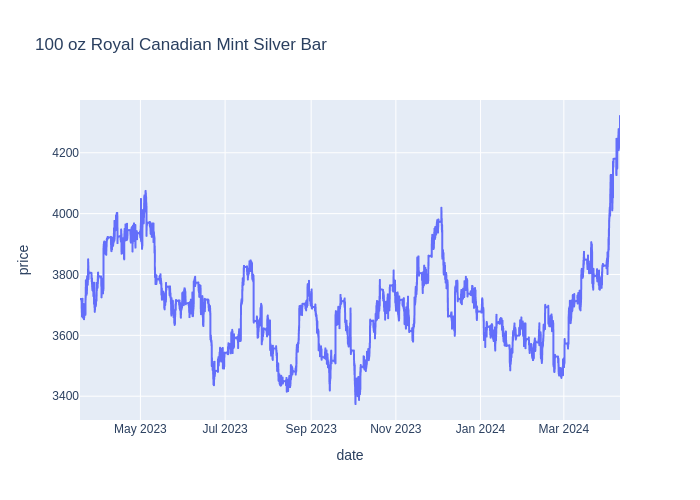 100 oz Royal Canadian Mint Silver Bar
4200
4000
3800
3600
3400
price
May 2023 Jul 2023 Sep 2023 Nov 2023 Jan 2024 Mar 2024
date